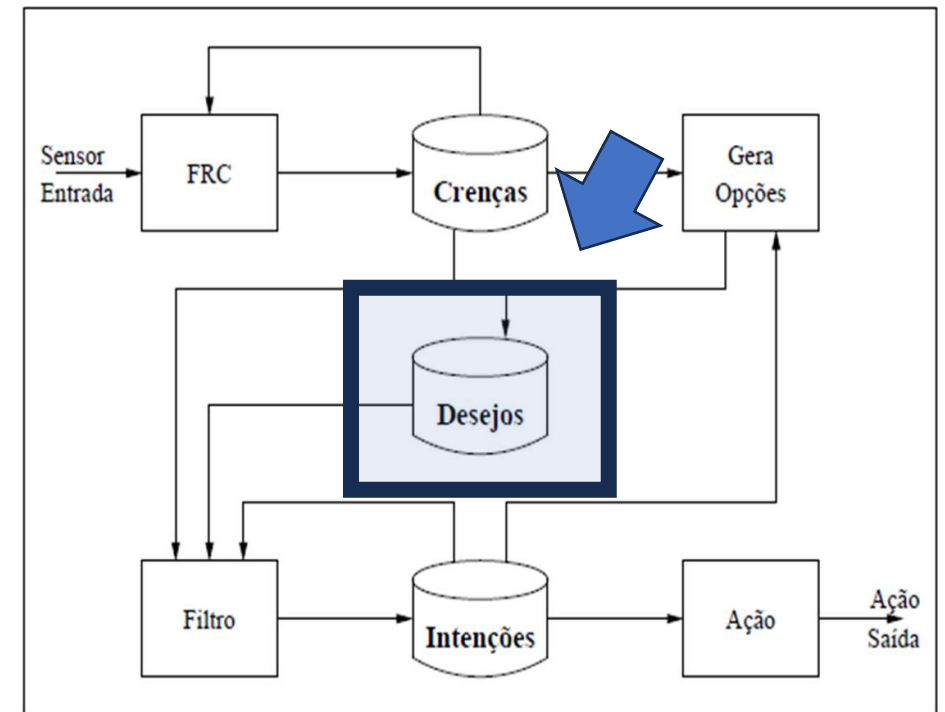 Sensor
Entrada
FRC
Crenças
Gera
Opções
Desejos
Filtro
Intenções
Ação
Ação
Saída